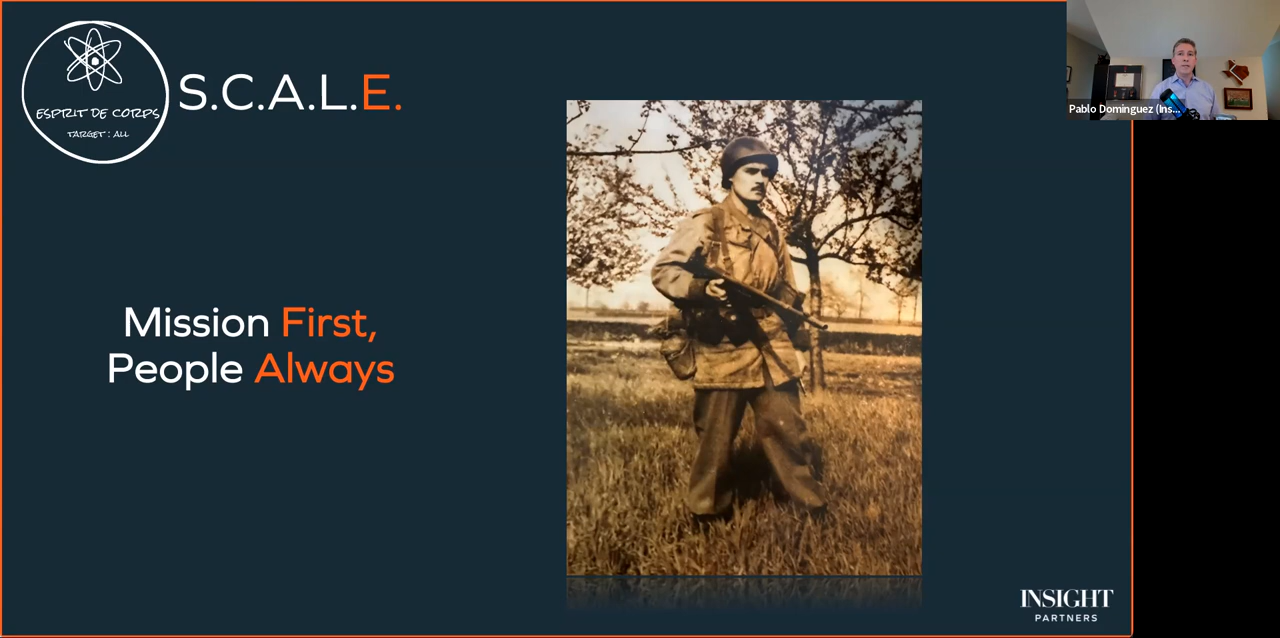 ESPRIT DE CORPS
TARGET: ALL
S.C.A.L.E.
Mission First,
People Always
Pablo Dominguez (Ins...
INSIGHT
PARTNERS